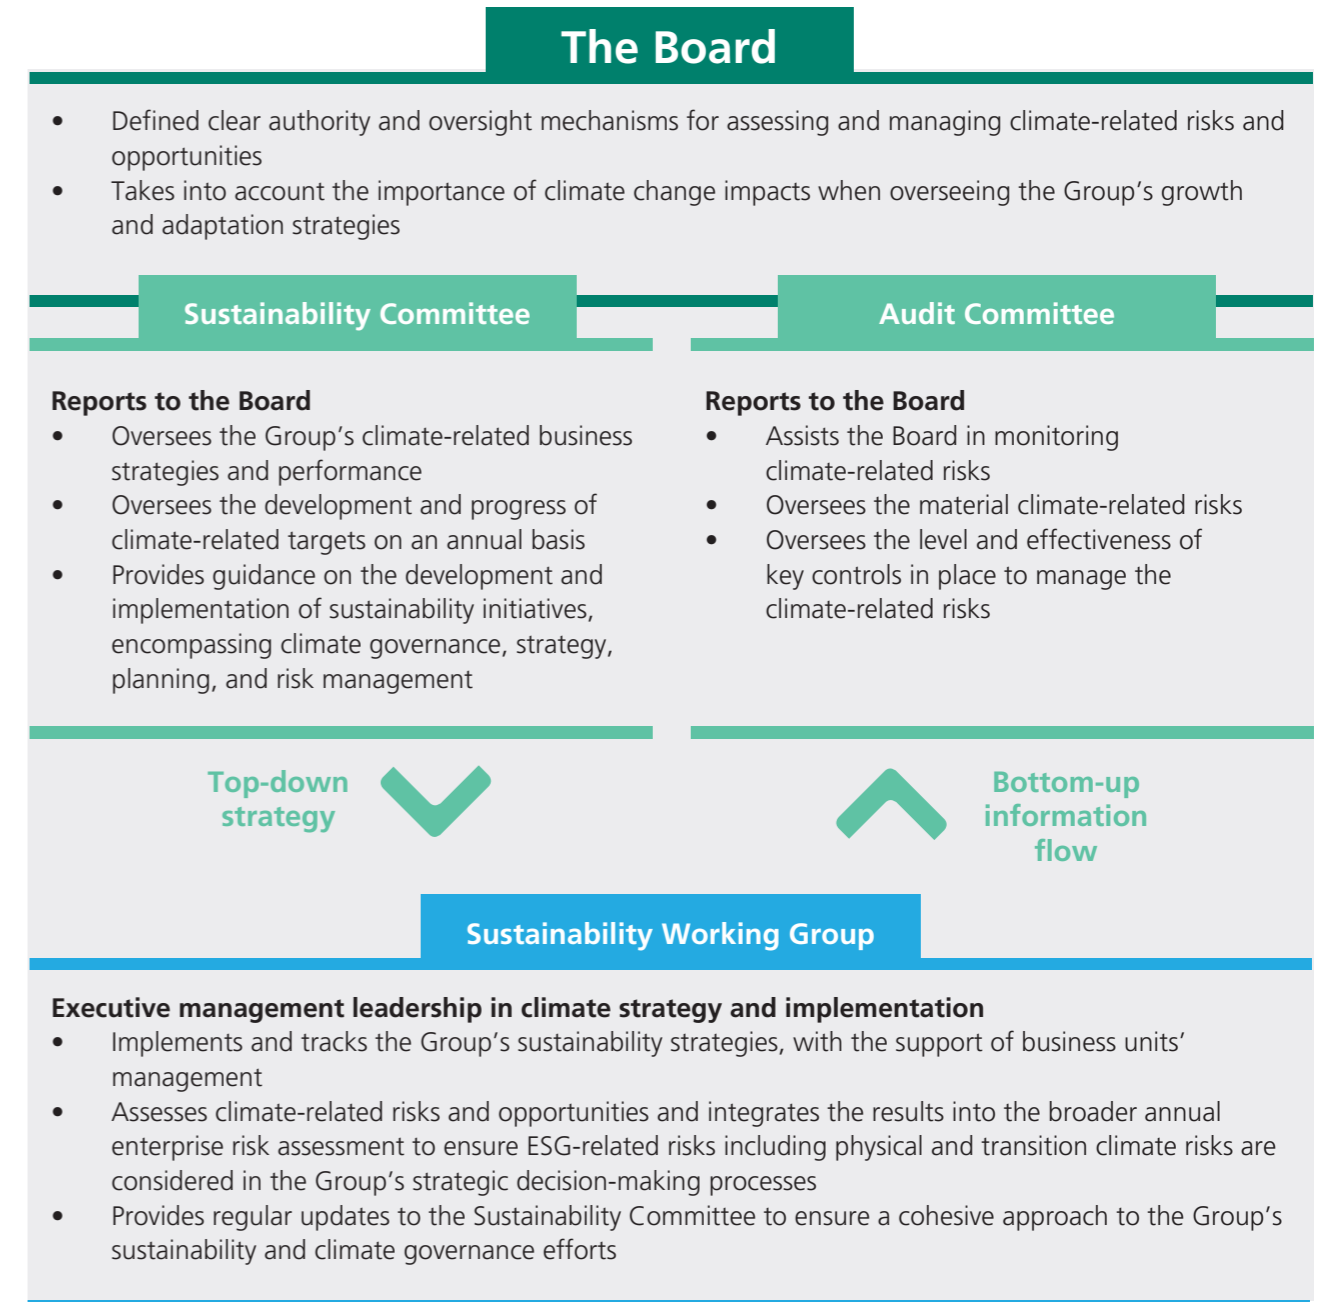 The Board
• Defined clear authority and oversight mechanisms for assessing and managing climate-related risks and
opportunities
• Takes into account the importance of climate change impacts when overseeing the Group’s growth
and adaptation strategies
Sustainability Committee
Reports to the Board
• Oversees the Group’s climate-related business
strategies and performance
• Oversees the development and progress of
climate-related targets on an annual basis
• Provides guidance on the development and
implementation of sustainability initiatives,
encompassing climate governance, strategy,
planning, and risk management
Audit Committee
Reports to the Board
• Assists the Board in monitoring
climate-related risks
• Oversees the material climate-related risks
• Oversees the level and effectiveness of
key controls in place to manage the
climate-related risks
Top-down
strategy
Bottom-up
information
flow
Sustainability Working Group
Executive management leadership in climate strategy and implementation
• Implements and tracks the Group’s sustainability strategies, with the support of business units’
management
• Assesses climate-related risks and opportunities and integrates the results into the broader annual
enterprise risk assessment to ensure ESG-related risks including physical and transition climate risks are
considered in the Group’s strategic decision-making processes
• Provides regular updates to the Sustainability Committee to ensure a cohesive approach to the Group’s
sustainability and climate governance efforts